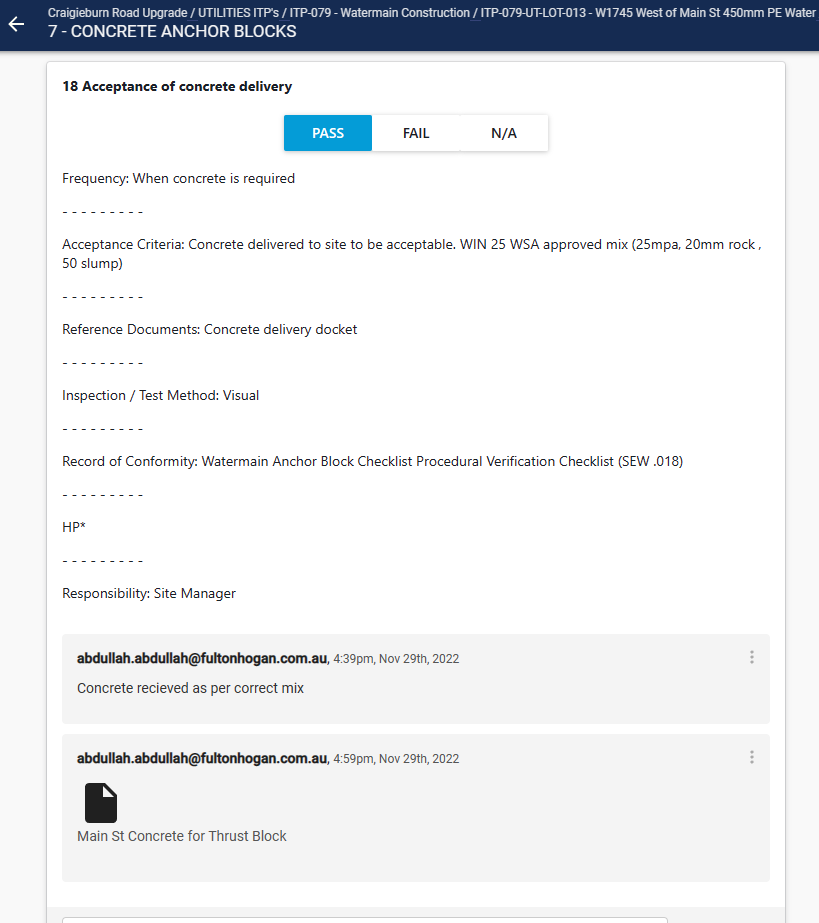 Craigieburn Road Upgrade / UTILITIES ITP's / ITP-079 - Watermain Construction / ITP-079-UT-LOT-013 - W1745 West of Main St 450mm PE Water
7 - CONCRETE ANCHOR BLOCKS
18 Acceptance of concrete delivery
PASS FAIL N/A
Frequency: When concrete is required
- - - - - - - - -
Acceptance Criteria: Concrete delivered to site to be acceptable. WIN 25 WSA approved mix (25mpa, 20mm rock ,
50 slump)
- - - - - - - - -
Reference Documents: Concrete delivery docket
- - - - - - - - -
Inspection / Test Method: Visual
- - - - - - - - -
Record of Conformity: Watermain Anchor Block Checklist Procedural Verification Checklist (SEW .018)
- - - - - - - - -
HP*
- - - - - - - - -
Responsibility: Site Manager
abdullah.abdullah@fultonhogan.com.au, 4:39pm, Nov 29th, 2022
Concrete recieved as per correct mix
abdullah.abdullah@fultonhogan.com.au, 4:59pm, Nov 29th, 2022
Main St Concrete for Thrust Block